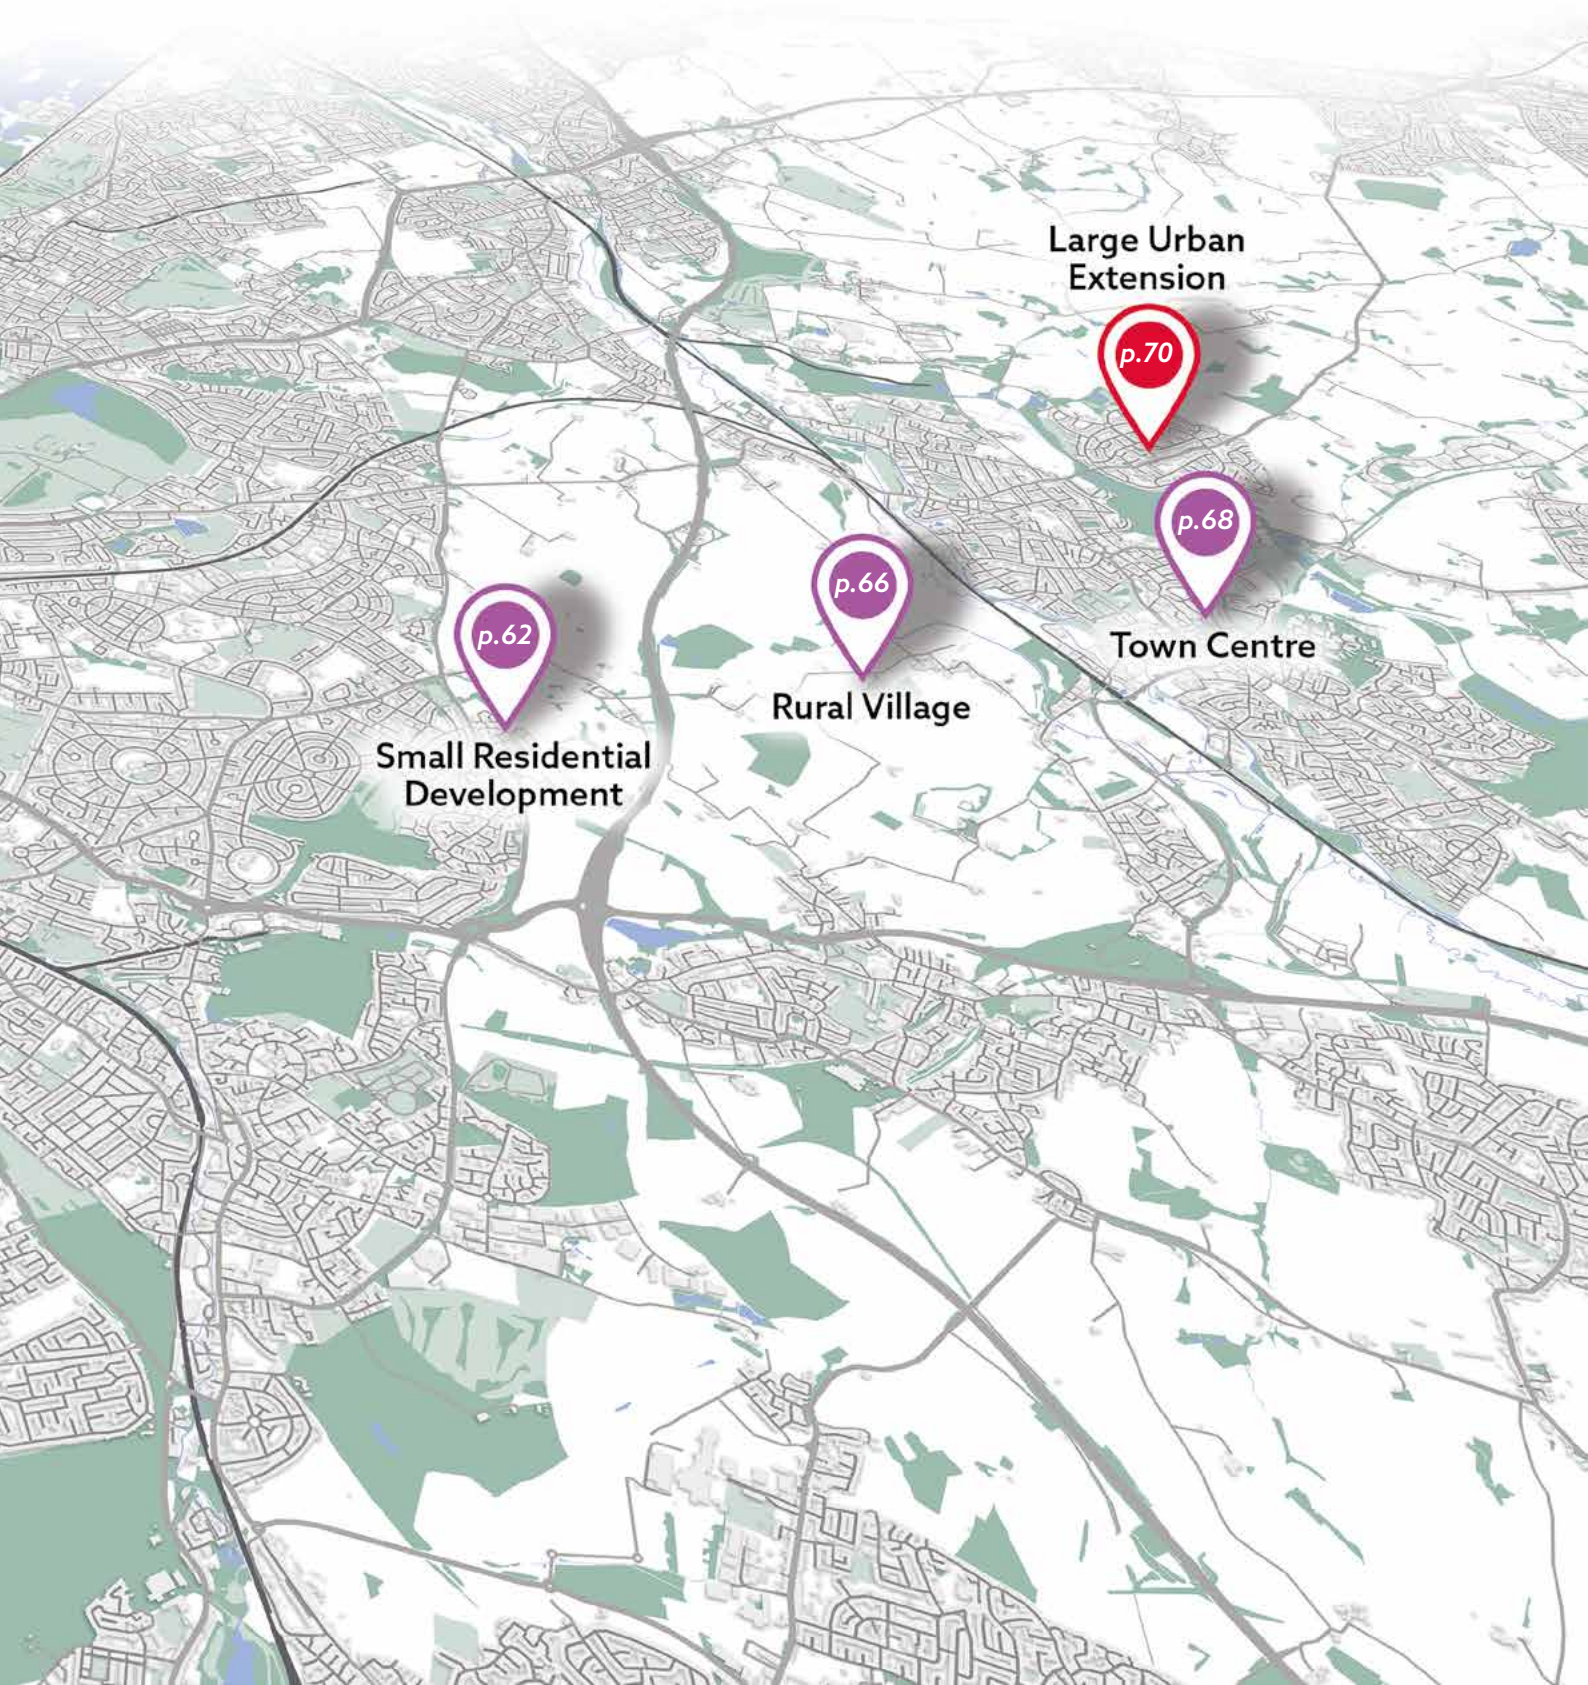 Large Urban
Extension
p.70
p.68
Town Centre
p.66
Rural Village
p.62
Small Residential
Development